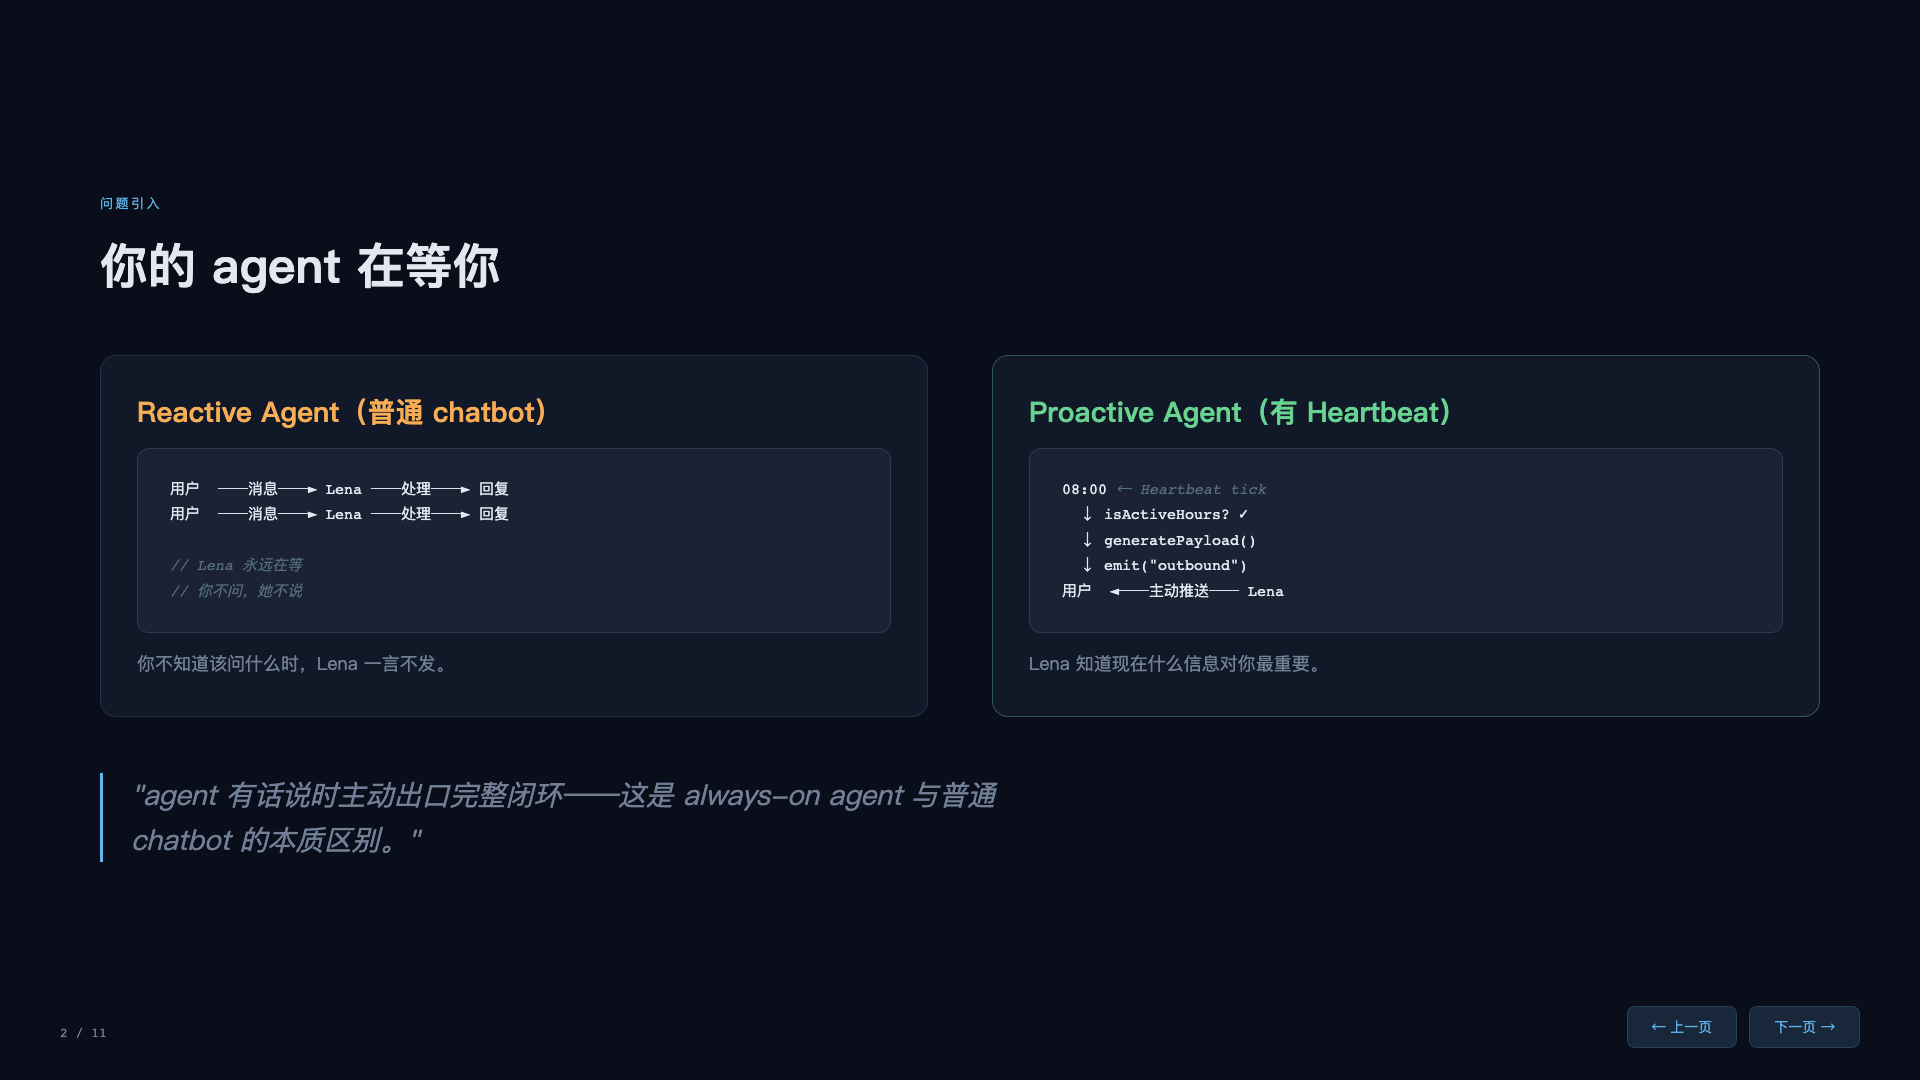 问题引入
你的 agent 在等你
Reactive Agent（普通 chatbot）
用户 ──消息──► Lena ──处理──► 回复
用户 ──消息──► Lena ──处理──► 回复
// Lena 永远在等
// 你不问，她不说
你不知道该问什么时，Lena 一言不发。
Proactive Agent（有 Heartbeat）
08:00 ← Heartbeat tick
↓ isActiveHours? ✓
↓ generatePayload()
↓ emit("outbound")
用户 ◄──主动推送── Lena
Lena 知道现在什么信息对你最重要。
"agent 有话说时主动出口完整闭环——这是 always-on agent 与普通
chatbot 的本质区别。"
2 / 11
← 上一页
下一页 →